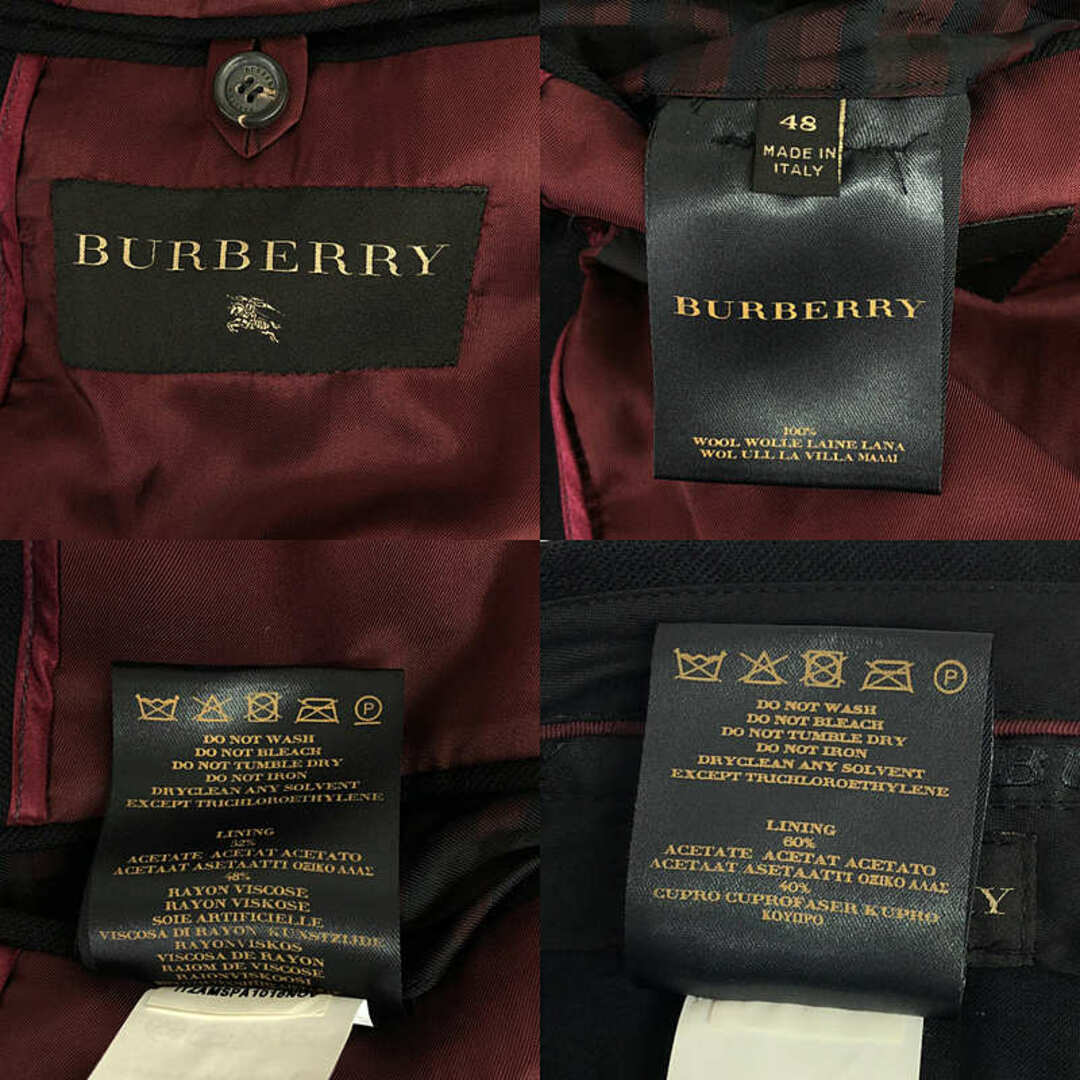 BURBERRY
48
MADE IN
ITALY
BURBERRY
100%
WOOL WOLLE LAINE LANA
WOL ULL LA VILLA ΜΑΛΛΙ
DO NOT WASH
DO NOT BLEACH
DO NOT TUMBLE DRY
DO NOT IRON
DRYCLEAN ANY SOLVENT
EXCEPT TRICHLOROETHYLENE
LINING
52%
ACETATE ACETAT ACETATO
ACETAAT ASETAATTI ΟΞΙΚΟ ΑΛΑΣ
48%
RAYON VISCOSE
RAYON VISKOSE
SOIE ARTIFICIELLE
VISCOSA DI RAYON KUNSTZIJDE
RAYONVISKOS
VISCOSA DE RAYON
RAIOM DE VISCOSE
P
DO NOT WASH
DO NOT BLEACH
DO NOT TUMBLE DRY
DO NOT IRON
DRYCLEAN ANY SOLVENT
EXCEPT TRICHLOROETHYLENE
LINING
60%
ACETATE ACETAT ACETATO
ACETAAT ASETAATTI ΟΞΙΚΟ ΑΛΑΣ
40%
CUPRO CUPROFASER KUPRO
ΚΟΥΠΡΟ
P
RY